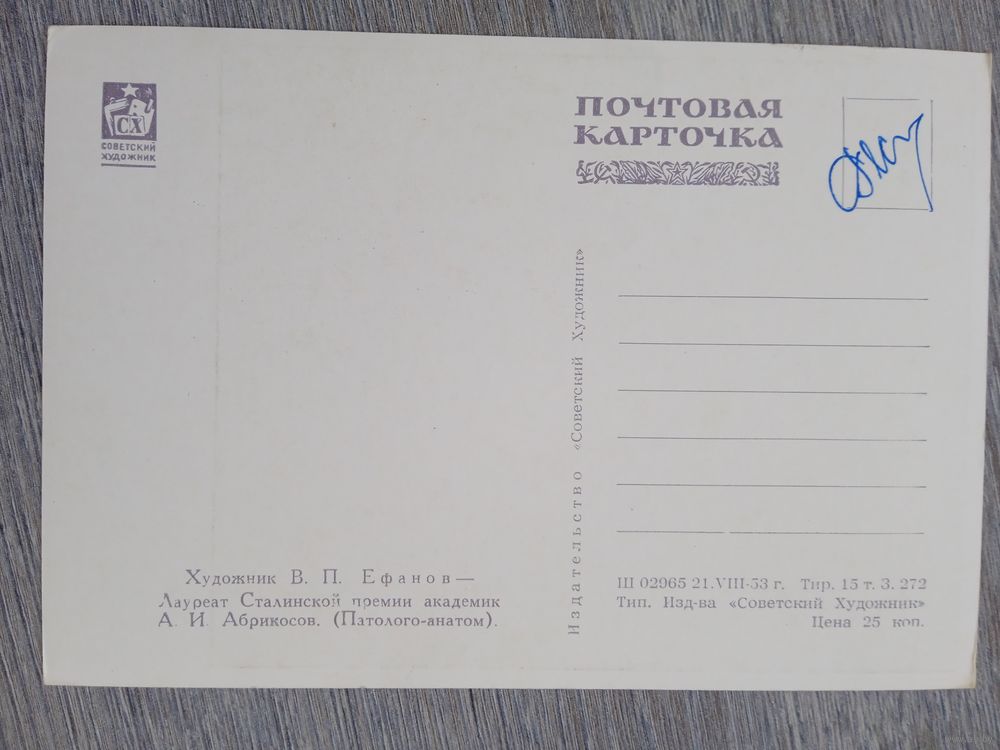 СХ
СОВЕТСКИЙ
ХУДОЖНИК
ПОЧТОВАЯ
КАРТОЧКА
Издательство «Советский Художник»
Художник В. П. Ефанов —
Лауреат Сталинской премии академик
А. И. Абрикосов. (Патолого-анатом).
Ш 02965 21.VIII-53 г. Тир. 15 т. З. 272
Тип. Изд-ва «Советский Художник»
Цена 25 коп.